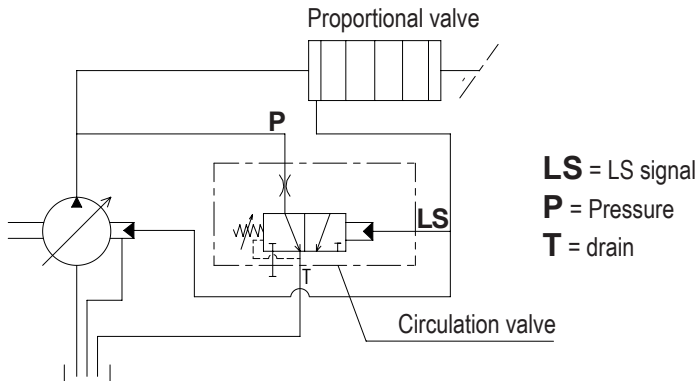 Proportional valve
P
LS = LS signal
P = Pressure
LS
T = drain
T
Circulation valve